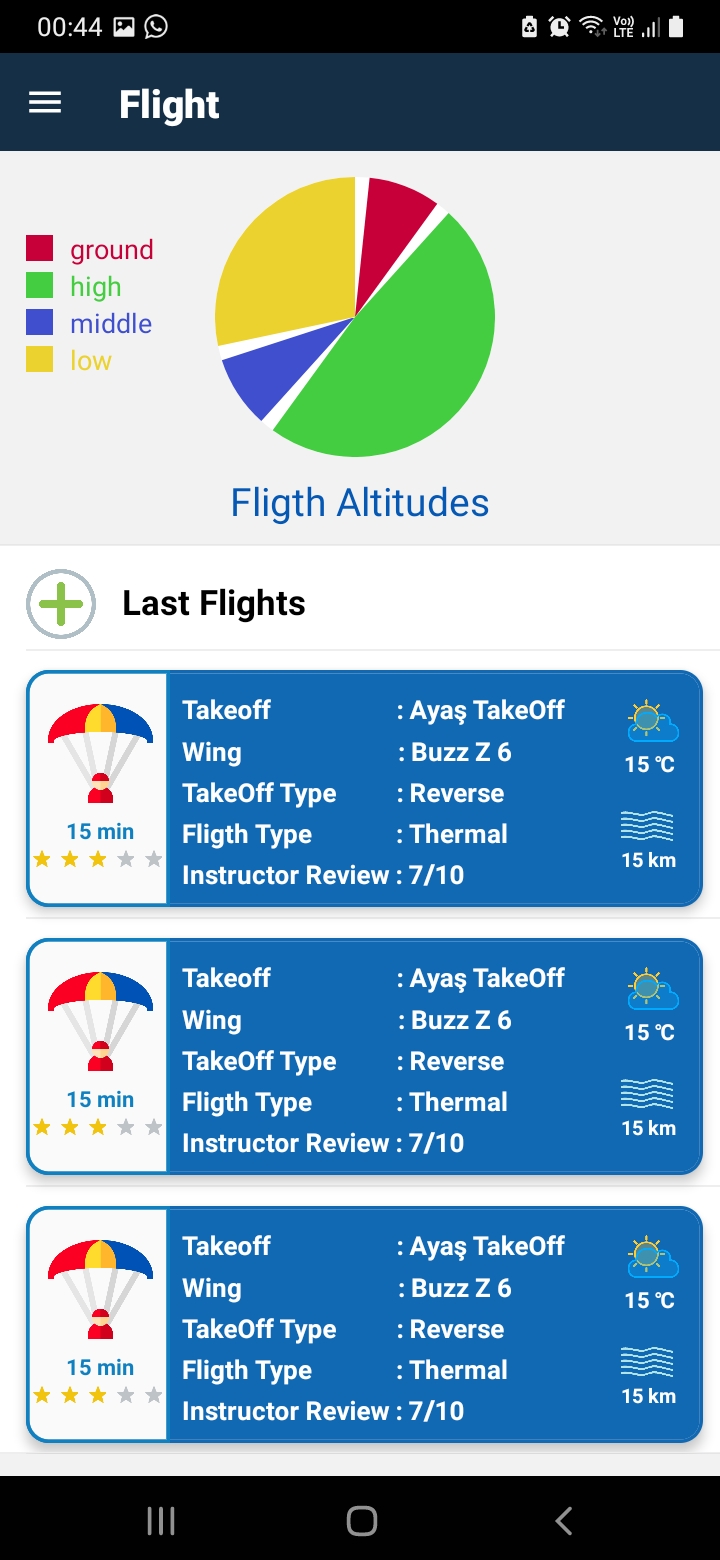 00:44
Vo)) LTE
Flight
ground
high
middle
low
Fligth Altitudes
Last Flights
Takeoff : Ayaş TakeOff
Wing : Buzz Z 6
TakeOff Type : Reverse
Fligth Type : Thermal
Instructor Review : 7/10
15 min
15 ℃
15 km
Takeoff : Ayaş TakeOff
Wing : Buzz Z 6
TakeOff Type : Reverse
Fligth Type : Thermal
Instructor Review : 7/10
15 min
15 ℃
15 km
Takeoff : Ayaş TakeOff
Wing : Buzz Z 6
TakeOff Type : Reverse
Fligth Type : Thermal
Instructor Review : 7/10
15 min
15 ℃
15 km